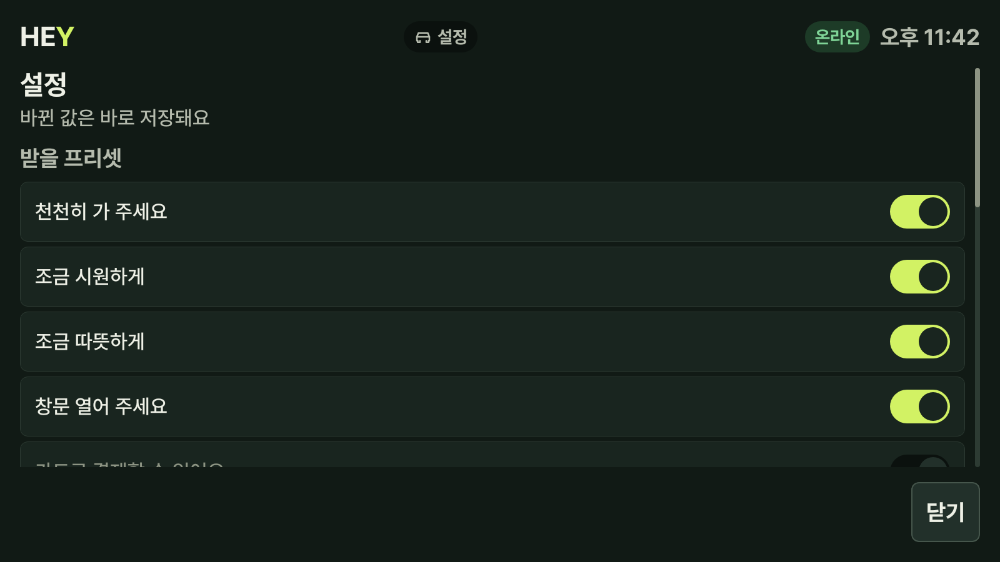 HEY
설정
온라인 오후 11:42
설정
바뀐 값은 바로 저장돼요
받을 프리셋
천천히 가 주세요
조금 시원하게
조금 따뜻하게
창문 열어 주세요
닫기